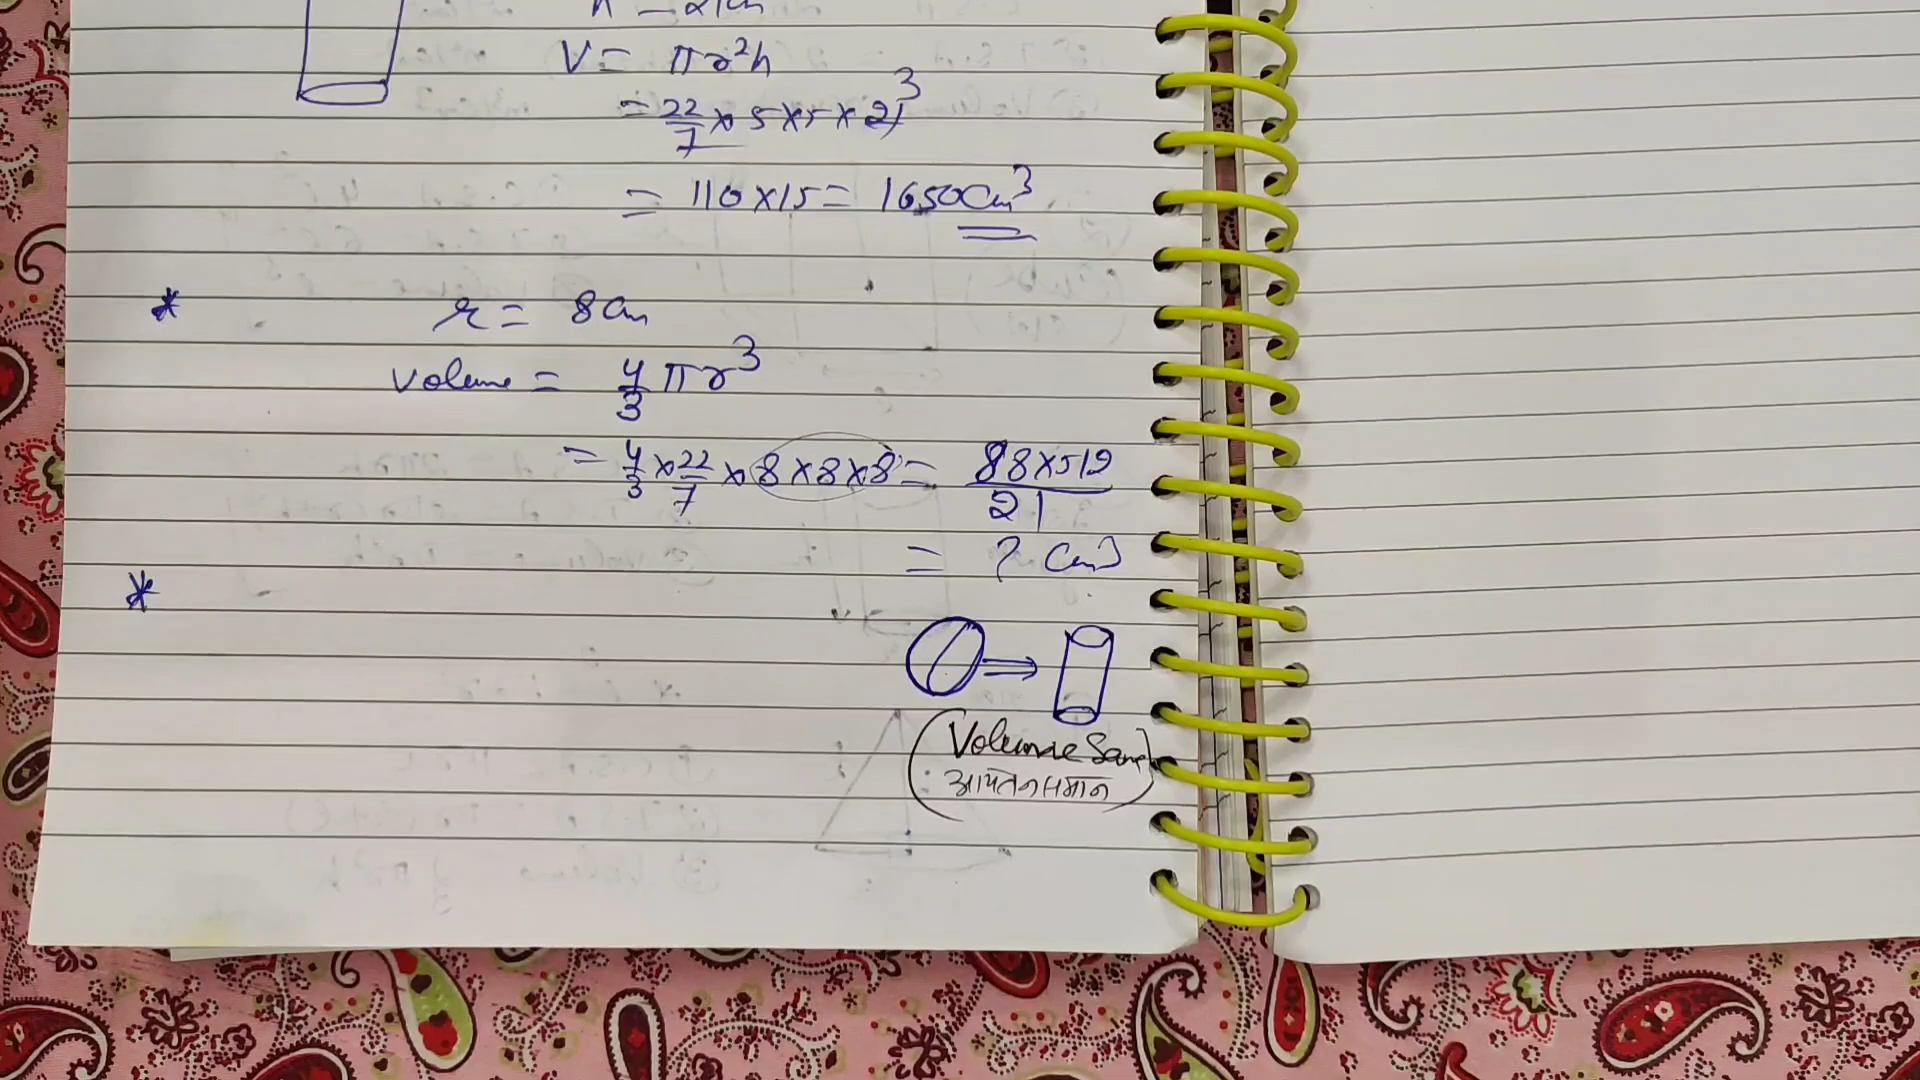 V = πr²h
= 22/7 × 5 × 5 × 21 3
= 110 × 15 = 1650 Cm³
* r = 8 Cm
Volume = 4/3 πr³
= 4/3 × 22/7 × 8 × 8 × 8 = 88 × 512 / 21
= ? Cm³
*
(Volume Same
आयतन समान)